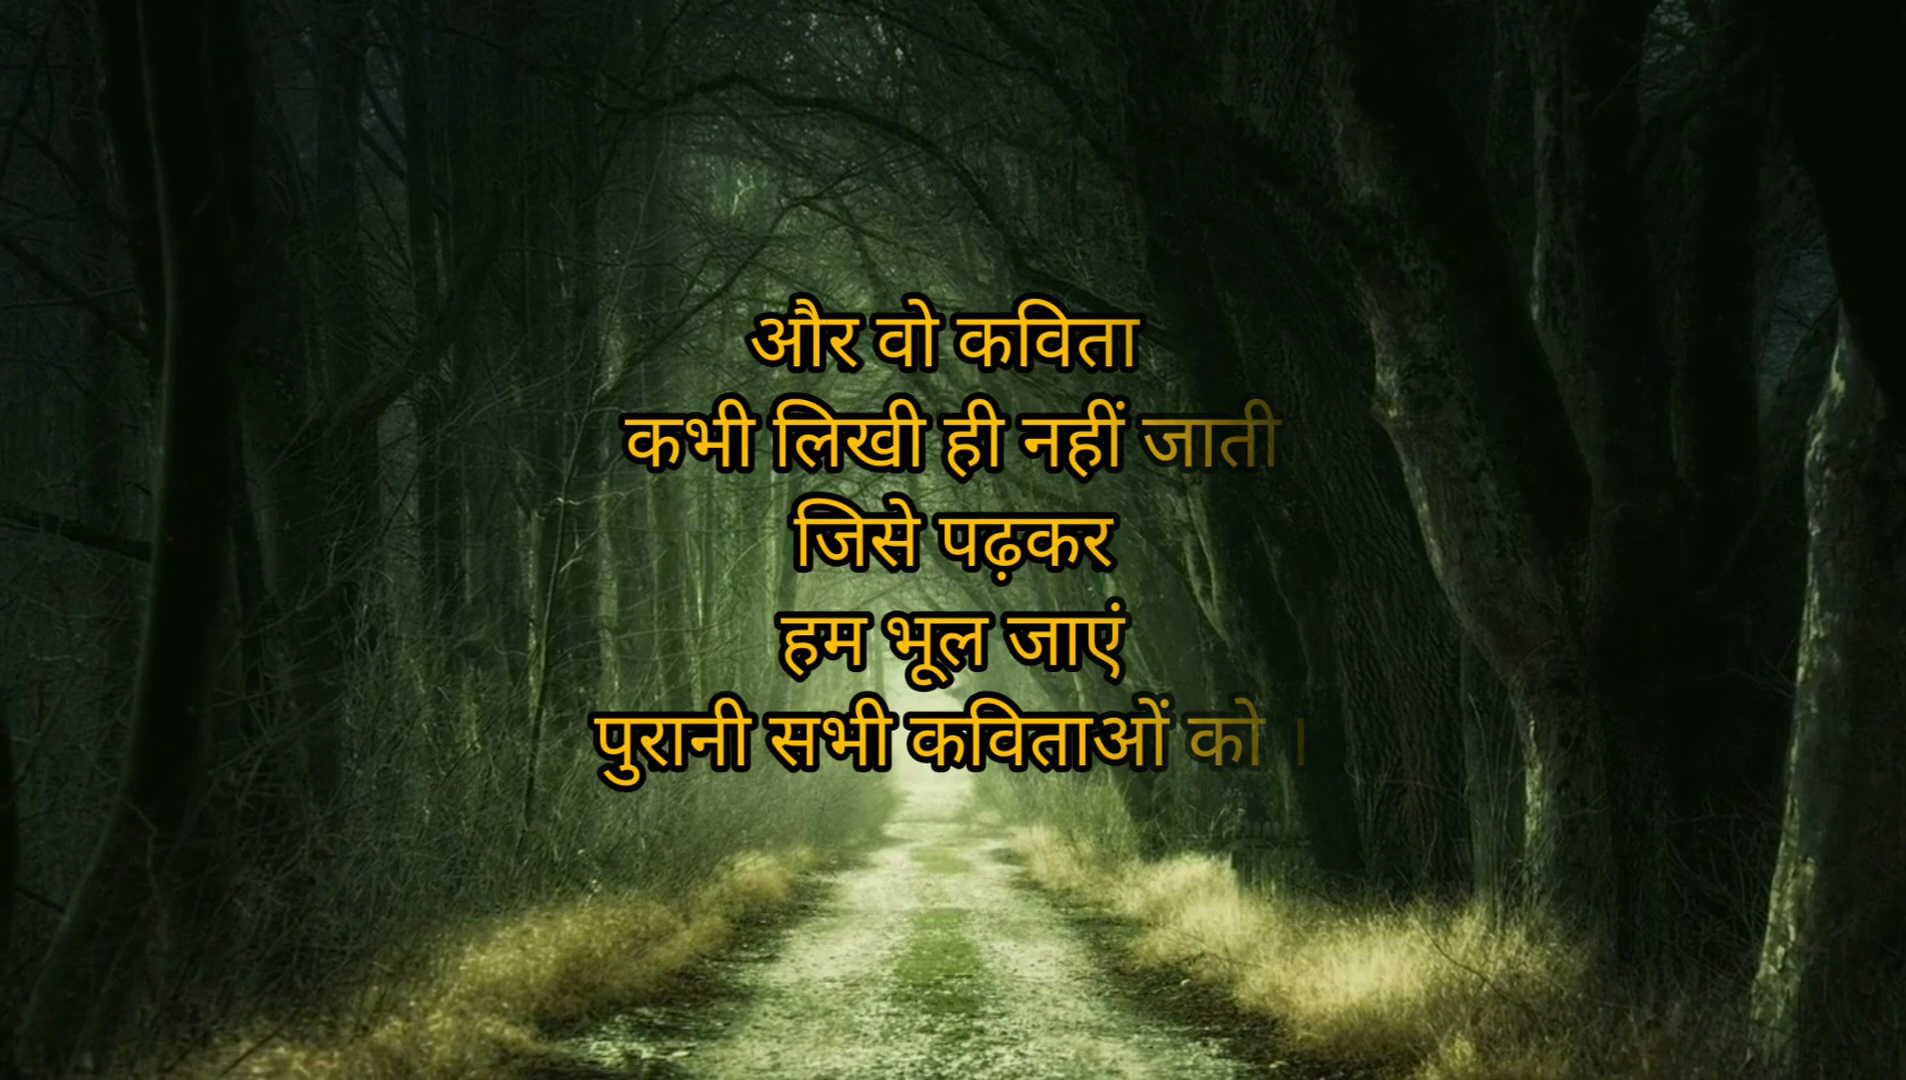 और वो कविता
कभी लिखी ही नहीं जाती
जिसे पढ़कर
हम भूल जाएं
पुरानी सभी कविताओं को ।